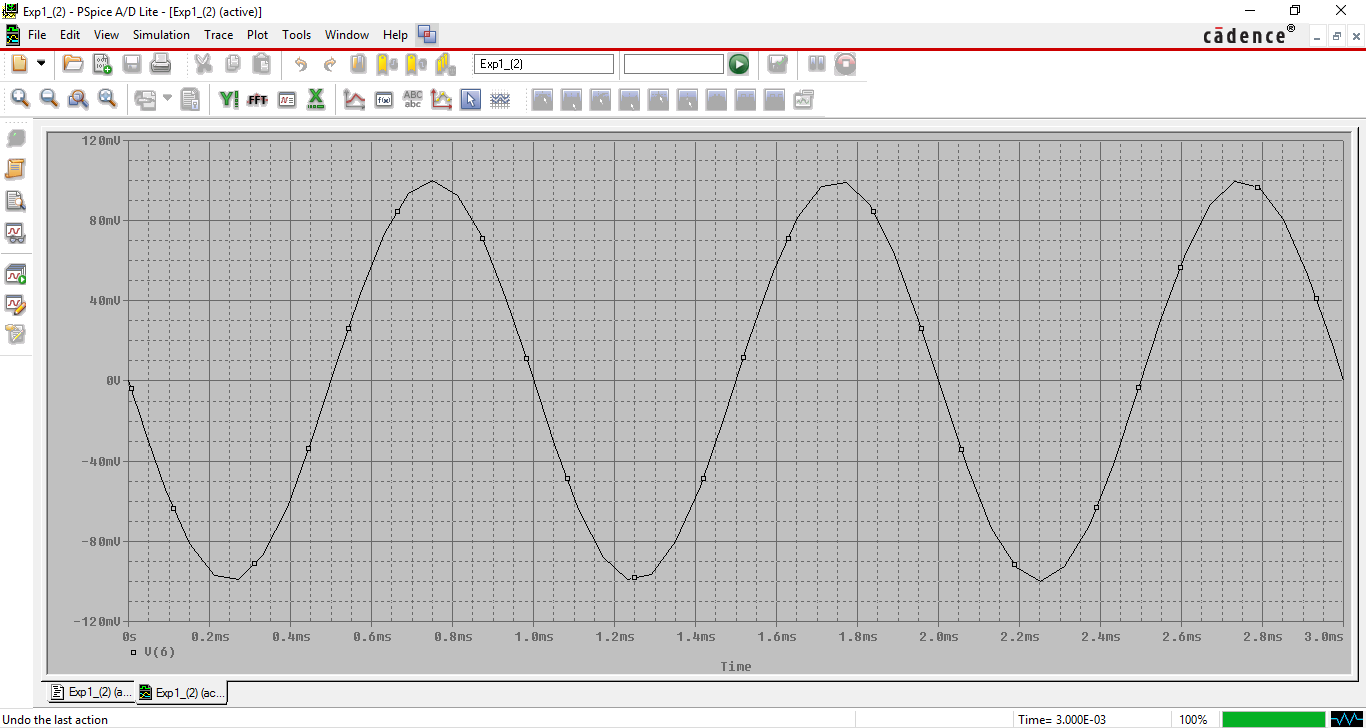 Exp1_(2) - PSpice A/D Lite - [Exp1_(2) (active)]
File Edit View Simulation Trace Plot Tools Window Help
cādence®
Exp1_(2)
FFT
ABC
abc
120mV
80mV
40mV
0V
-40mV
-80mV
-120mV
0s 0.2ms 0.4ms 0.6ms 0.8ms 1.0ms 1.2ms 1.4ms 1.6ms 1.8ms 2.0ms 2.2ms 2.4ms 2.6ms 2.8ms 3.0ms
V(6)
Time
Exp1_(2) (a... Exp1_(2) (ac...
Undo the last action Time= 3.000E-03 100%